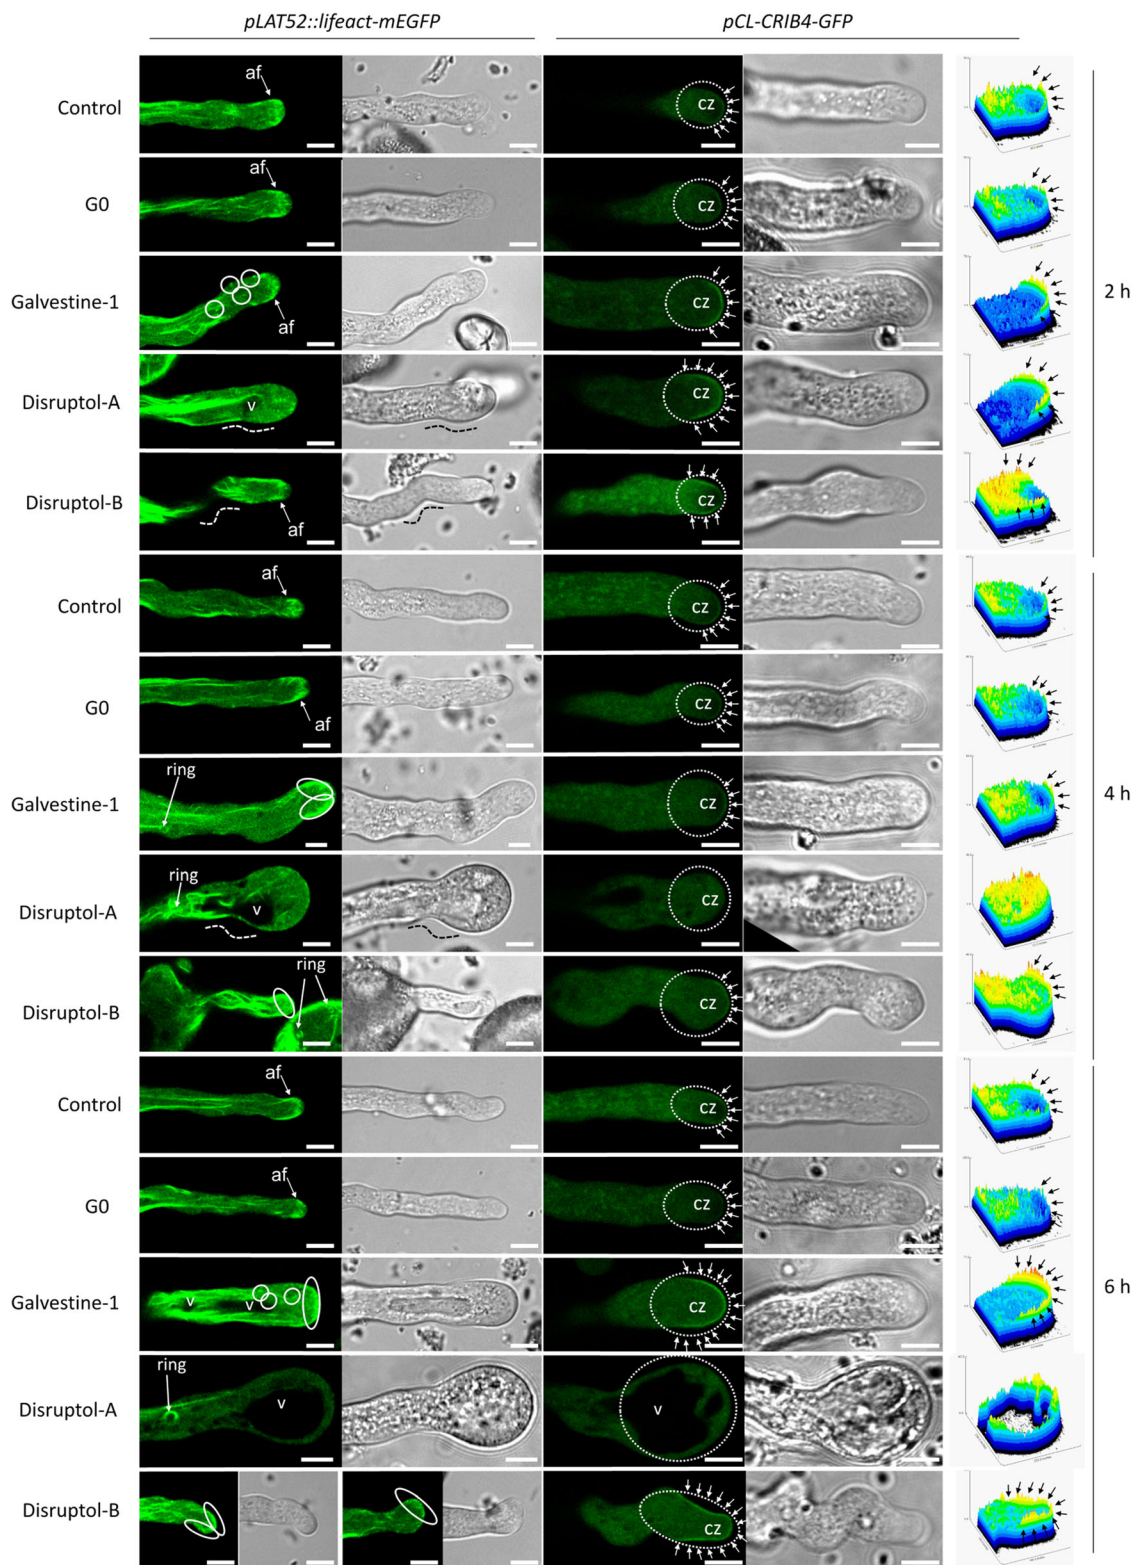 pLAT52::lifeact-mEGFP pCL-CRIB4-GFP
Control af cz
G0 af cz
Galvestine-1 af cz
Disruptol-A v cz
Disruptol-B af cz
2 h
Control af cz
G0 af cz
Galvestine-1 ring cz
Disruptol-A ring v cz
Disruptol-B ring cz
4 h
Control af cz
G0 af cz
Galvestine-1 v v cz
Disruptol-A ring v v
Disruptol-B cz
6 h